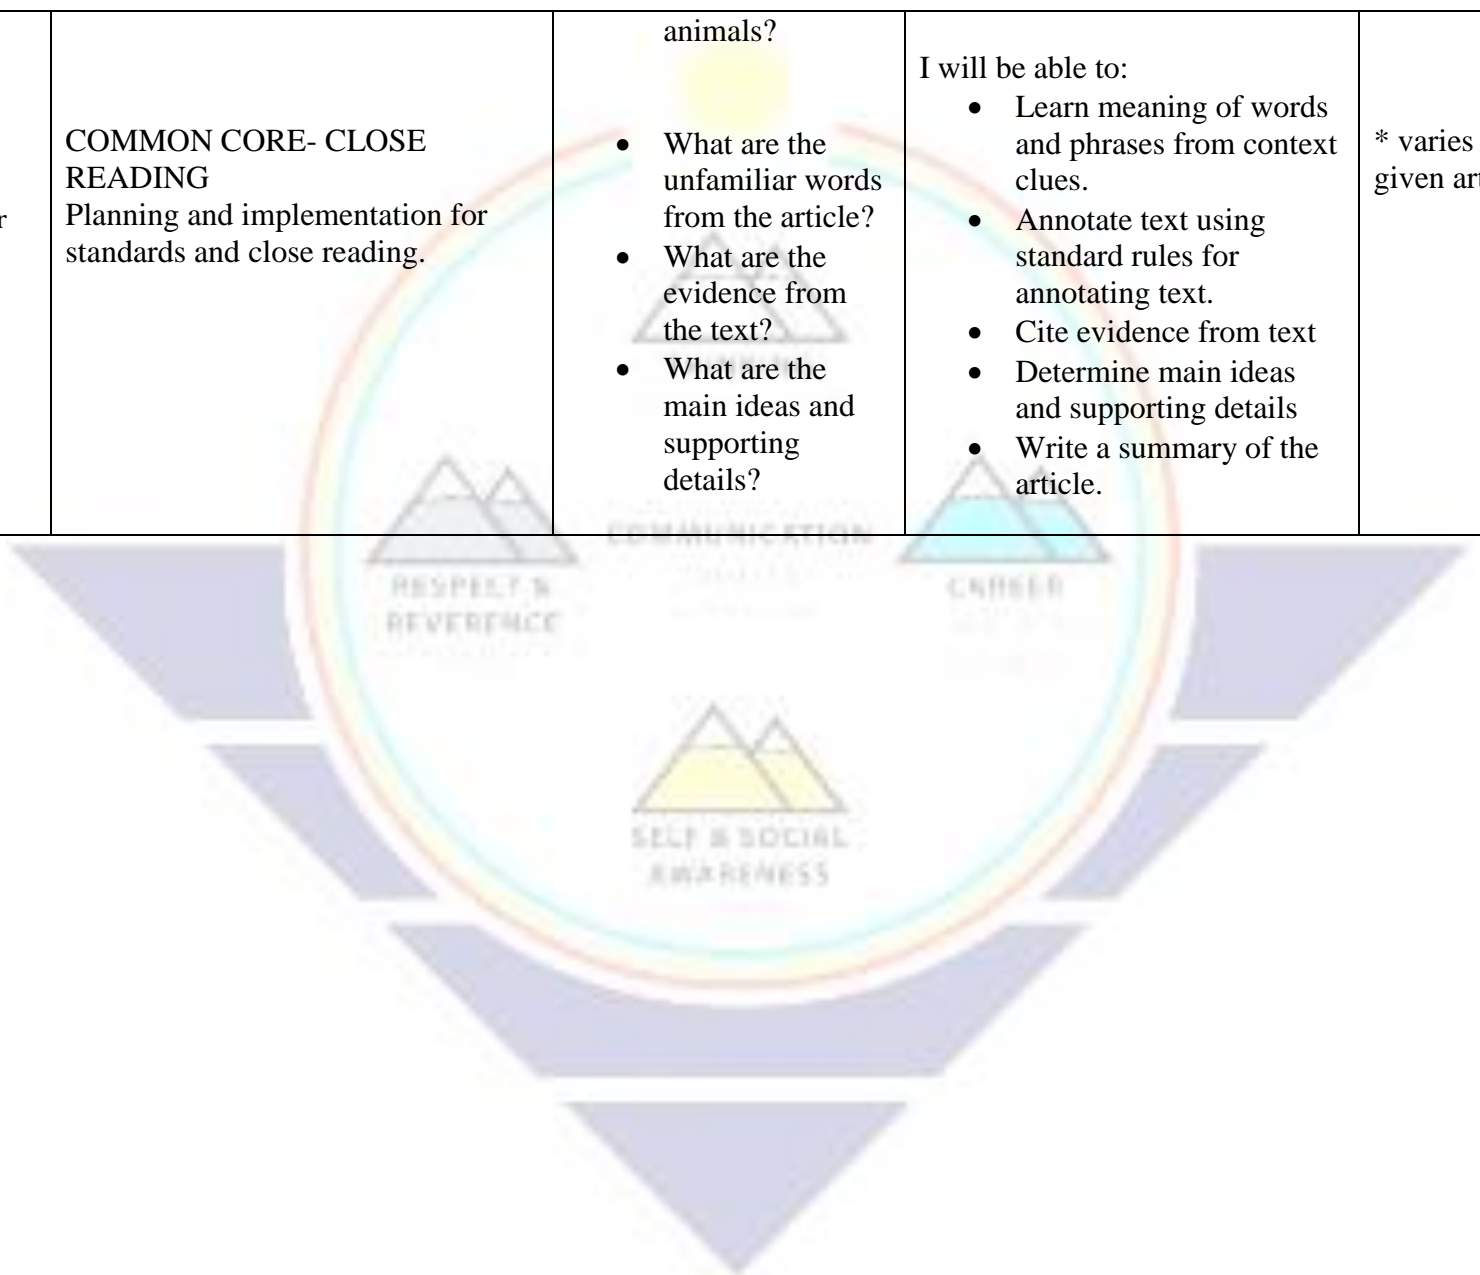 animals?
I will be able to:
• Learn meaning of words
COMMON CORE- CLOSE
READING
Planning and implementation for
standards and close reading.
• What are the
unfamiliar words
from the article?
• What are the
evidence from
the text?
• What are the
main ideas and
supporting
details?
and phrases from context
clues.
• Annotate text using
standard rules for
annotating text.
• Cite evidence from text
• Determine main ideas
and supporting details
• Write a summary of the
article.
* varies
given
r
COMMUNICATION
RESPECT &
REVERENCE
CAREER
SELF & SOCIAL
AWARENESS